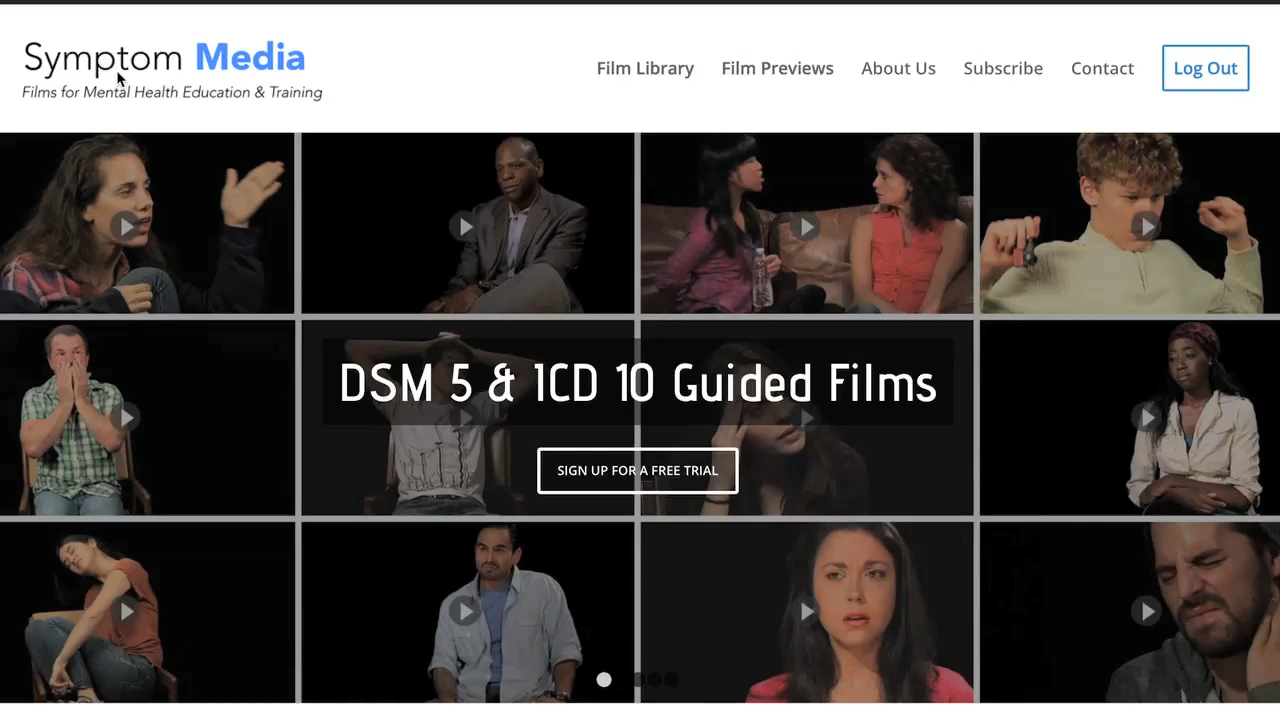 Symptom Media
Films for Mental Health Education & Training
Film Library
Film Previews
About Us
Subscribe
Contact
Log Out
DSM 5 & ICD 10 Guided Films
SIGN UP FOR A FREE TRIAL